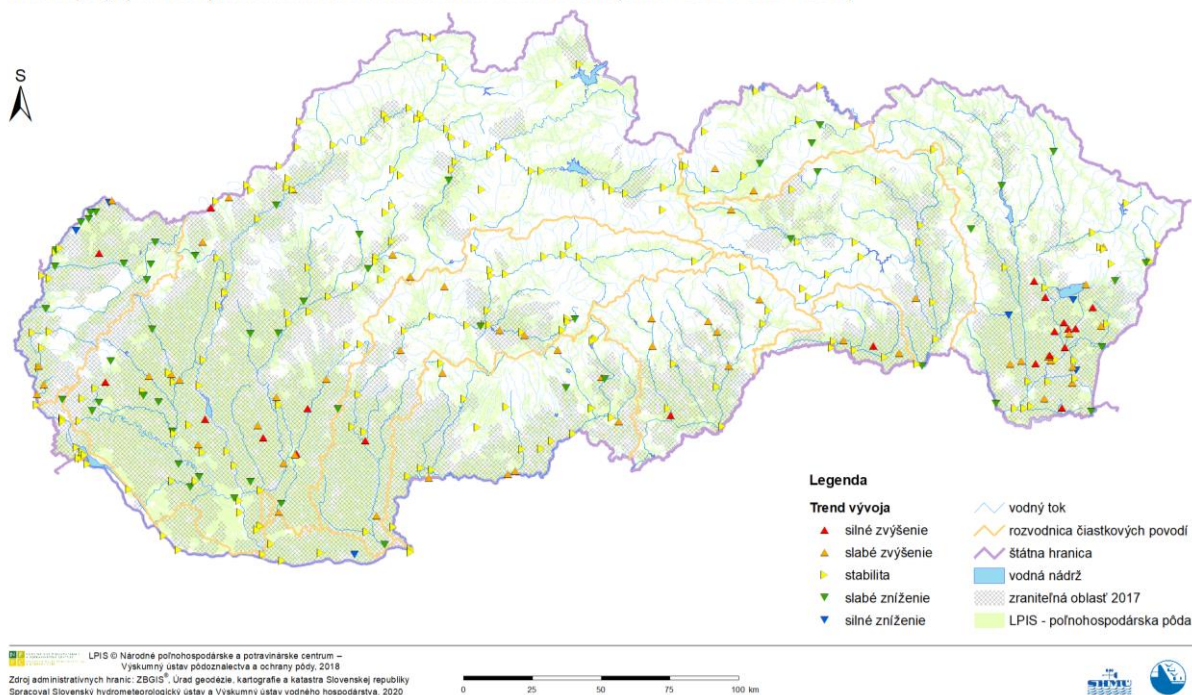 S
Legenda
Trend vývoja
silné zvýšenie
slabé zvýšenie
stabilita
slabé zníženie
silné zníženie
vodný tok
rozvodnica čiastkových povodí
štátna hranica
vodná nádrž
zraniteľná oblasť 2017
LPIS - poľnohospodárska pôda
LPIS © Národné poľnohospodárske a potravinárske centrum –
Výskumný ústav pôdoznalectva a ochrany pôdy, 2018
Zdroj administratívnych hraníc: ZBGIS®, Úrad geodézie, kartografie a katastra Slovenskej republiky
Spracoval Slovenský hydrometeorologický ústav a Výskumný ústav vodného hospodárstva, 2020
0 25 50 75 100 km
SHMÚ